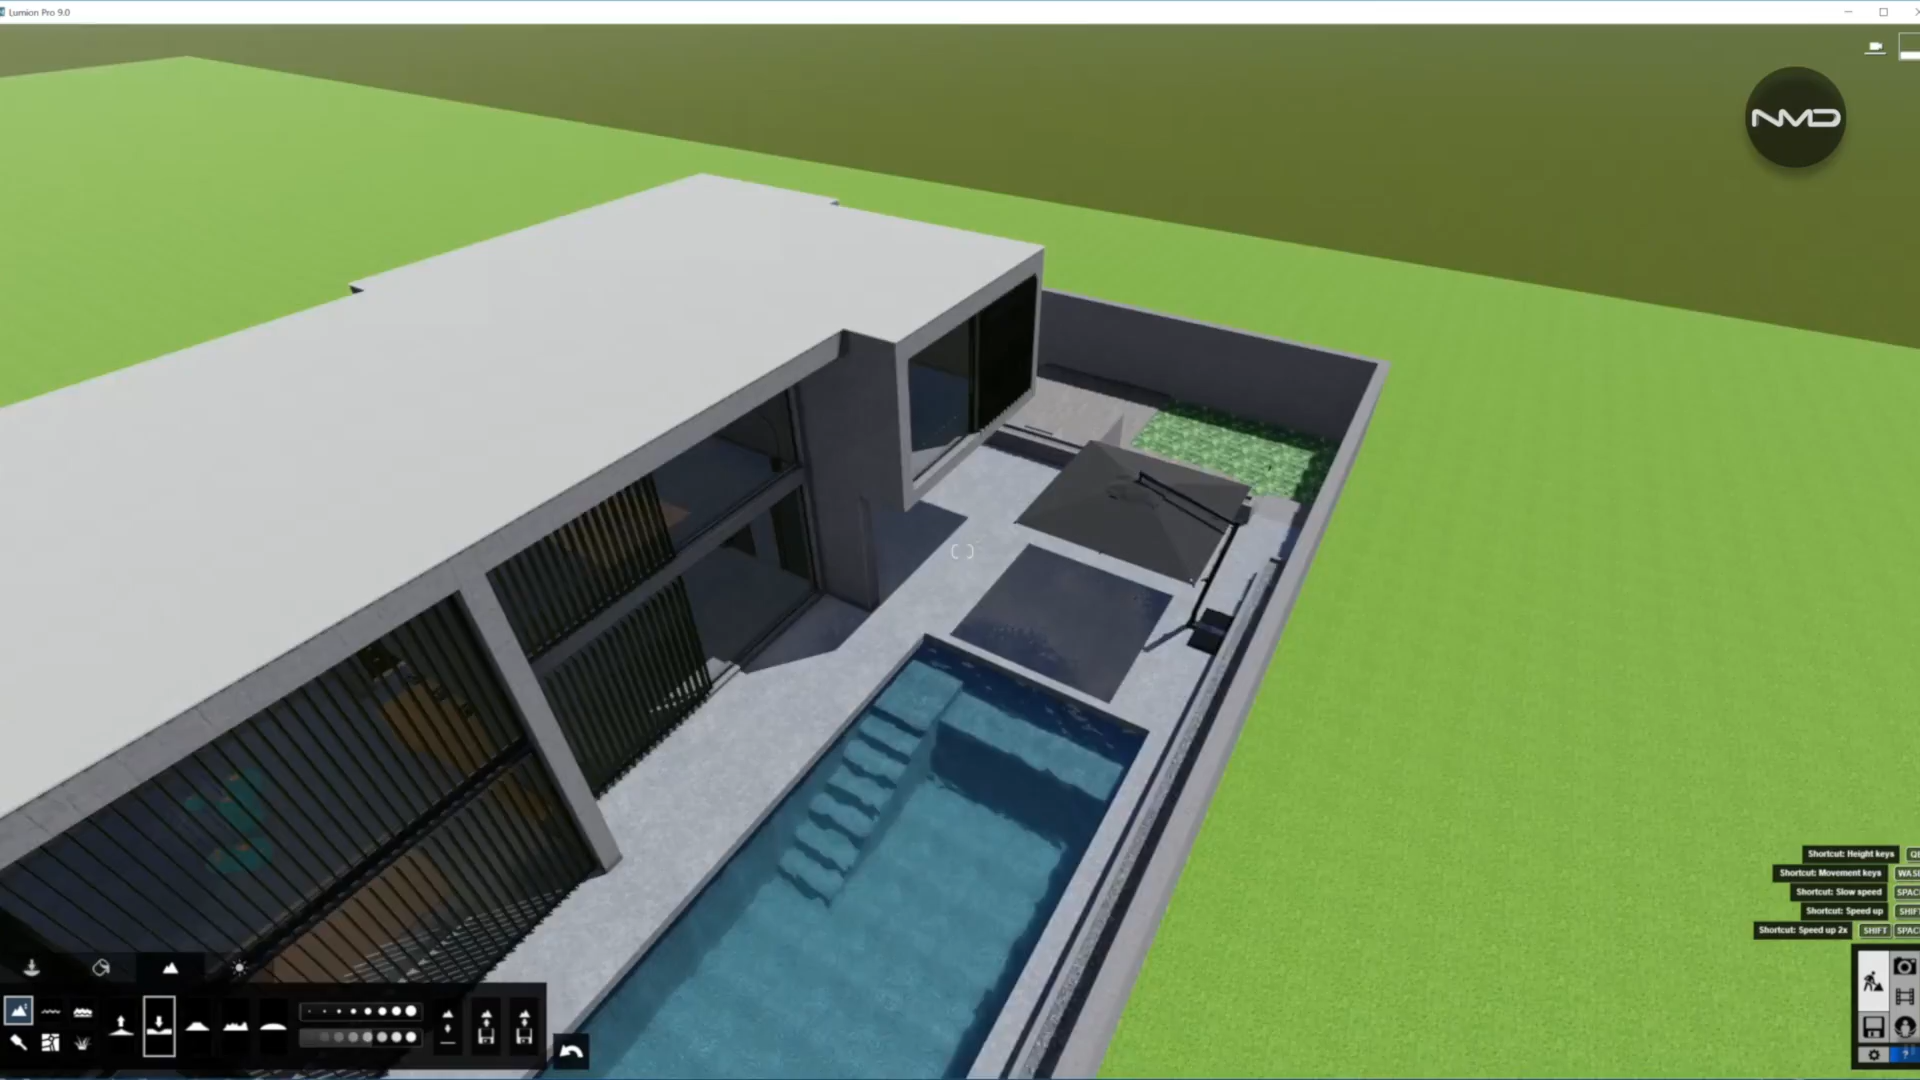 Lumion Pro 9.0
NMD
Shortcut: Height keys
Shortcut: Movement keys
Shortcut: Slow speed
Shortcut: Speed up
Shortcut: Speed up 2x SHIFT
?